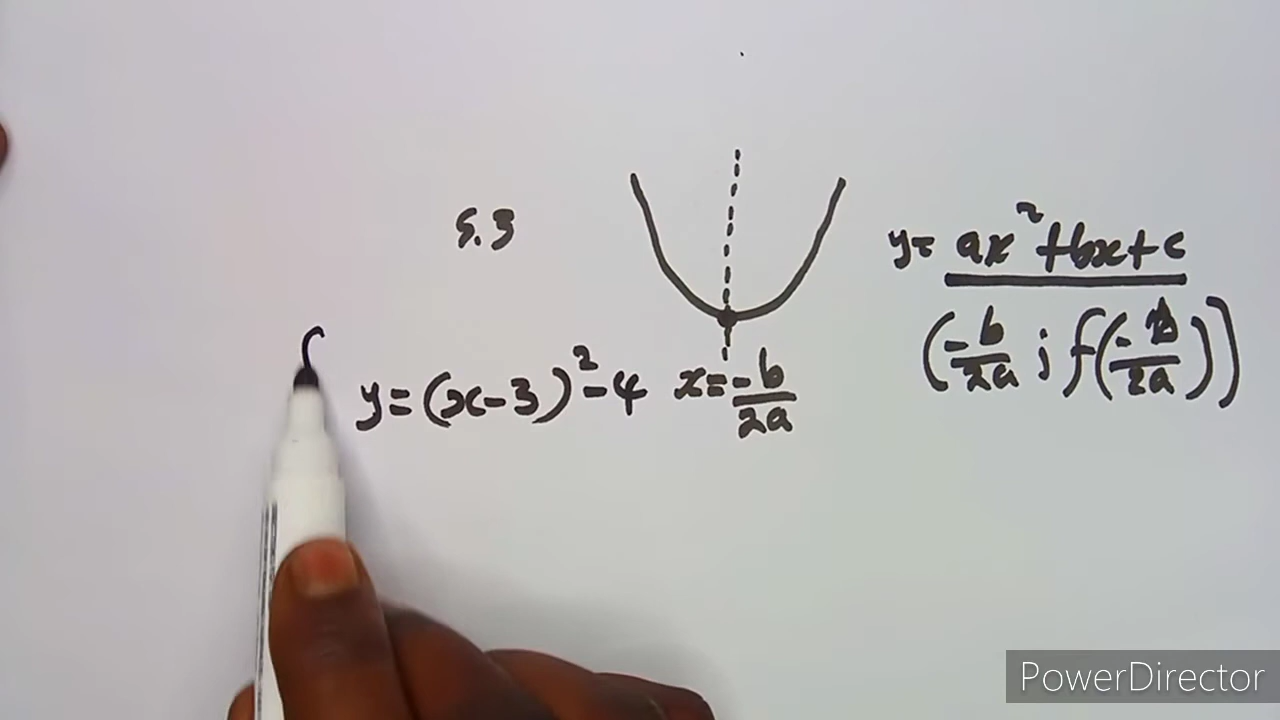 5.3
y = ax² + bx + c
(-b/2a ; f(-b/2a))
y = (x - 3)² - 4
x = -b/2a
PowerDirector